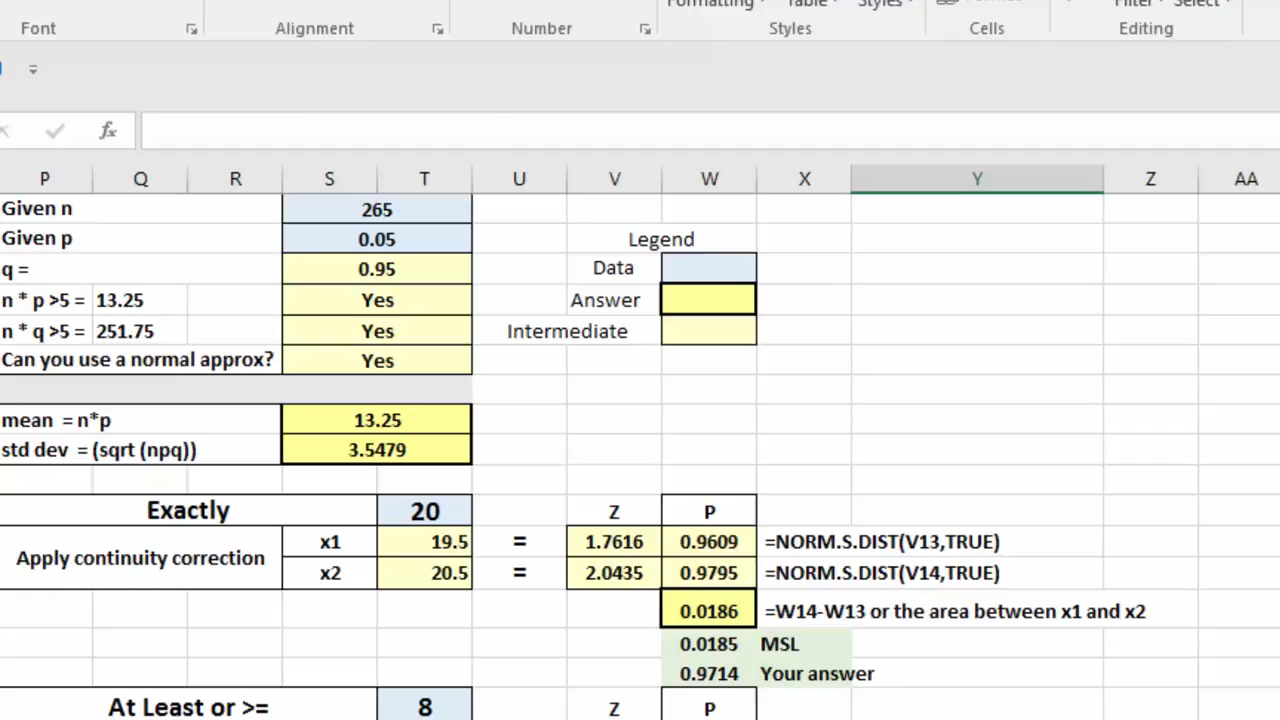 Formatting Table Styles Format Filter Select
Font Alignment Number Styles Cells Editing
fx
P Q R S T U V W X Y Z AA
Given n 265
Given p 0.05 Legend
q = 0.95 Data
n * p >5 = 13.25 Yes Answer
n * q >5 = 251.75 Yes Intermediate
Can you use a normal approx? Yes
mean = n*p 13.25
std dev = (sqrt (npq)) 3.5479
Exactly 20 Z P
x1 19.5 = 1.7616 0.9609 =NORM.S.DIST(V13,TRUE)
Apply continuity correction
x2 20.5 = 2.0435 0.9795 =NORM.S.DIST(V14,TRUE)
0.0186 =W14-W13 or the area between x1 and x2
0.0185 MSL
0.9714 Your answer
At Least or >= 8 Z P